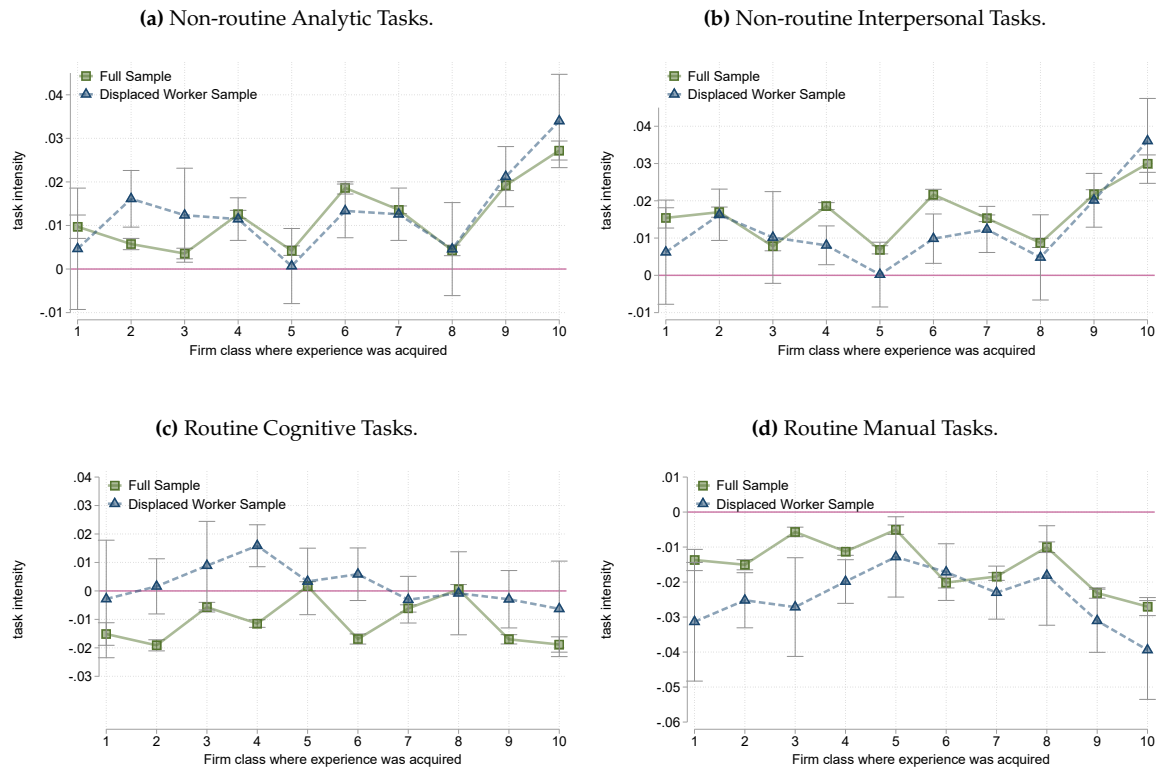 (a) Non-routine Analytic Tasks.
Full Sample
Displaced Worker Sample
.04
.03
.02
.01
0
-.01
task intensity
1 2 3 4 5 6 7 8 9 10
Firm class where experience was acquired
(b) Non-routine Interpersonal Tasks.
Full Sample
Displaced Worker Sample
.04
.03
.02
.01
0
-.01
task intensity
1 2 3 4 5 6 7 8 9 10
Firm class where experience was acquired
(c) Routine Cognitive Tasks.
.04
Full Sample
.03
Displaced Worker Sample
.02
.01
0
-.01
-.02
-.03
task intensity
1 2 3 4 5 6 7 8 9 10
Firm class where experience was acquired
(d) Routine Manual Tasks.
.01
Full Sample
Displaced Worker Sample
0
-.01
-.02
-.03
-.04
-.05
-.06
task intensity
1 2 3 4 5 6 7 8 9 10
Firm class where experience was acquired